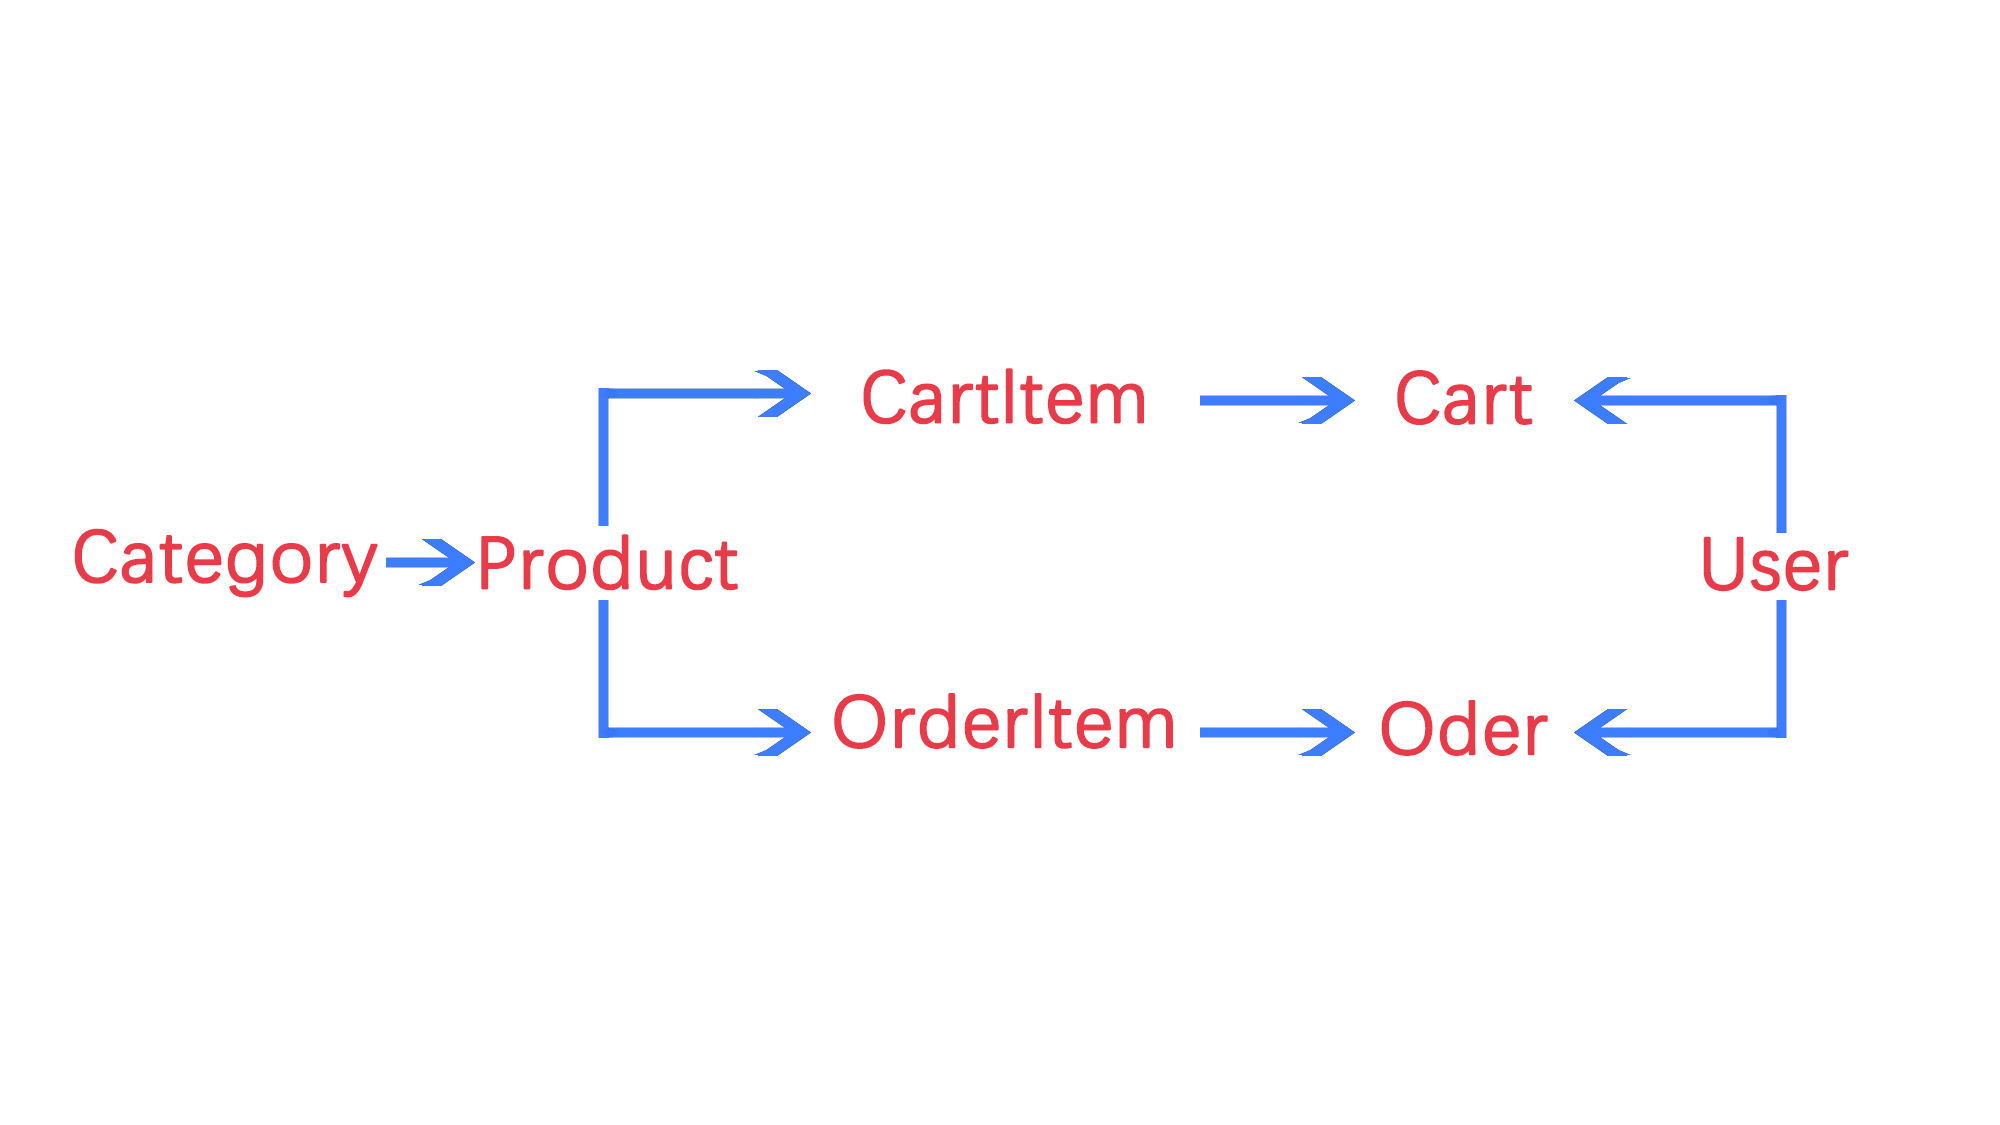 CartItem
Cart
Category
Product
User
OrderItem
Oder